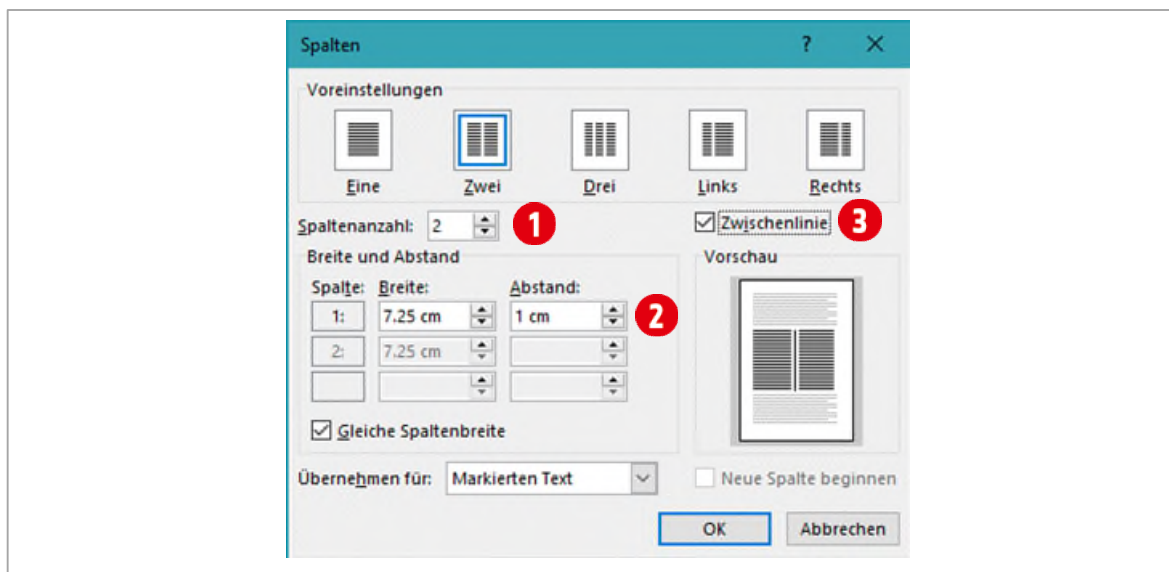 Spalten ? ×
Voreinstellungen
Eine Zwei Drei Links Rechts
Spaltenanzahl: 2 1 Zwischenlinie 3
Breite und Abstand Vorschau
Spalte: Breite: Abstand:
1: 7.25 cm 1 cm 2
2: 7.25 cm
Gleiche Spaltenbreite
Übernehmen für: Markierten Text Neue Spalte beginnen
OK Abbrechen